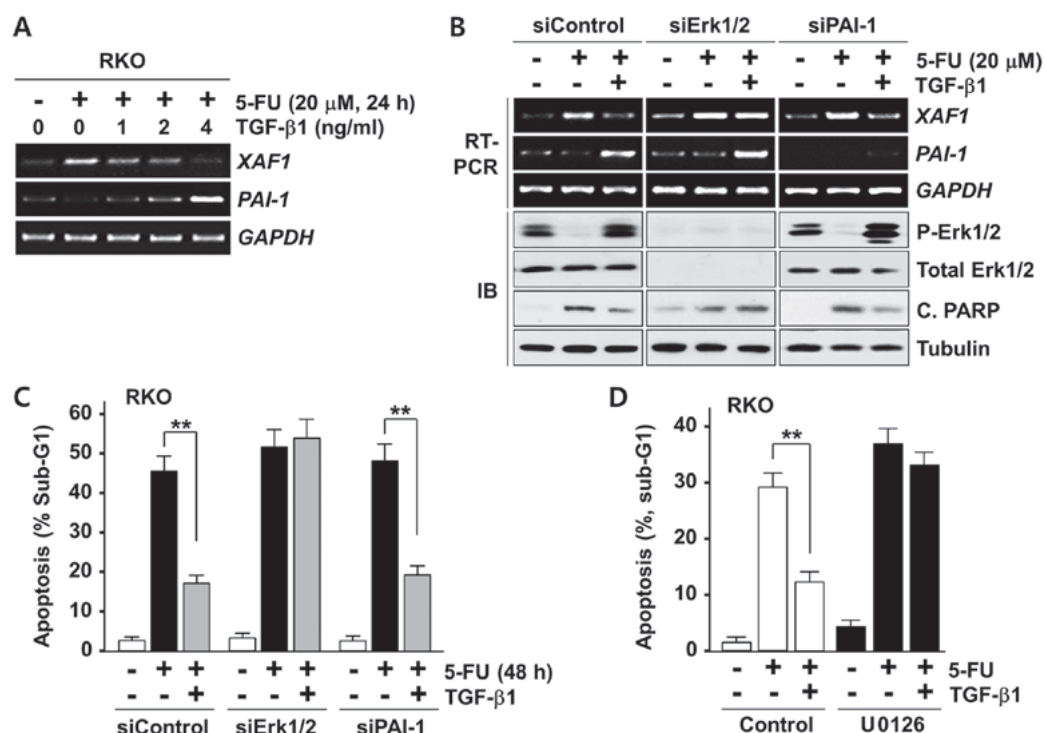 A
RKO
- + + + + 5-FU (20 μM, 24 h)
0 0 1 2 4 TGF-β1 (ng/ml)
XAF1
PAI-1
GAPDH
B
siControl siErk1/2 siPAI-1
- + + - + + - + + 5-FU (20 μM)
+ + + TGF-β1
RT-PCR
XAF1
PAI-1
GAPDH
IB
P-Erk1/2
Total Erk1/2
C. PARP
Tubulin
C
RKO
Apoptosis (% Sub-G1)
60
50
40
30
20
10
0
** **
- + + - + + - + + 5-FU (48 h)
- - + - - + - - + TGF-β1
siControl siErk1/2 siPAI-1
D
RKO
Apoptosis (%, sub-G1)
40
30
20
10
0
**
- + + - + + 5-FU
- - + - - + TGF-β1
Control U0126